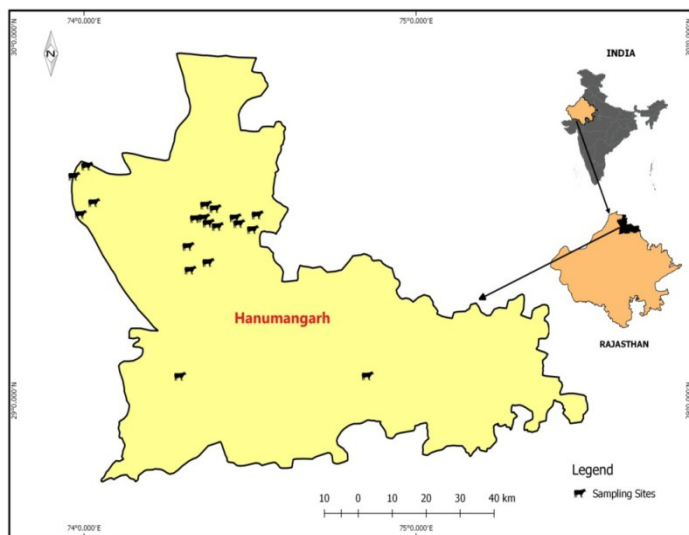 74°0.000'E
75°0.000'E
30°0.000'N
INDIA
Hanumangarh
RAJASTHAN
29°0.000'N
Legend
Sampling Sites
10 0 10 20 30 40 km
74°0.000'E
75°0.000'E